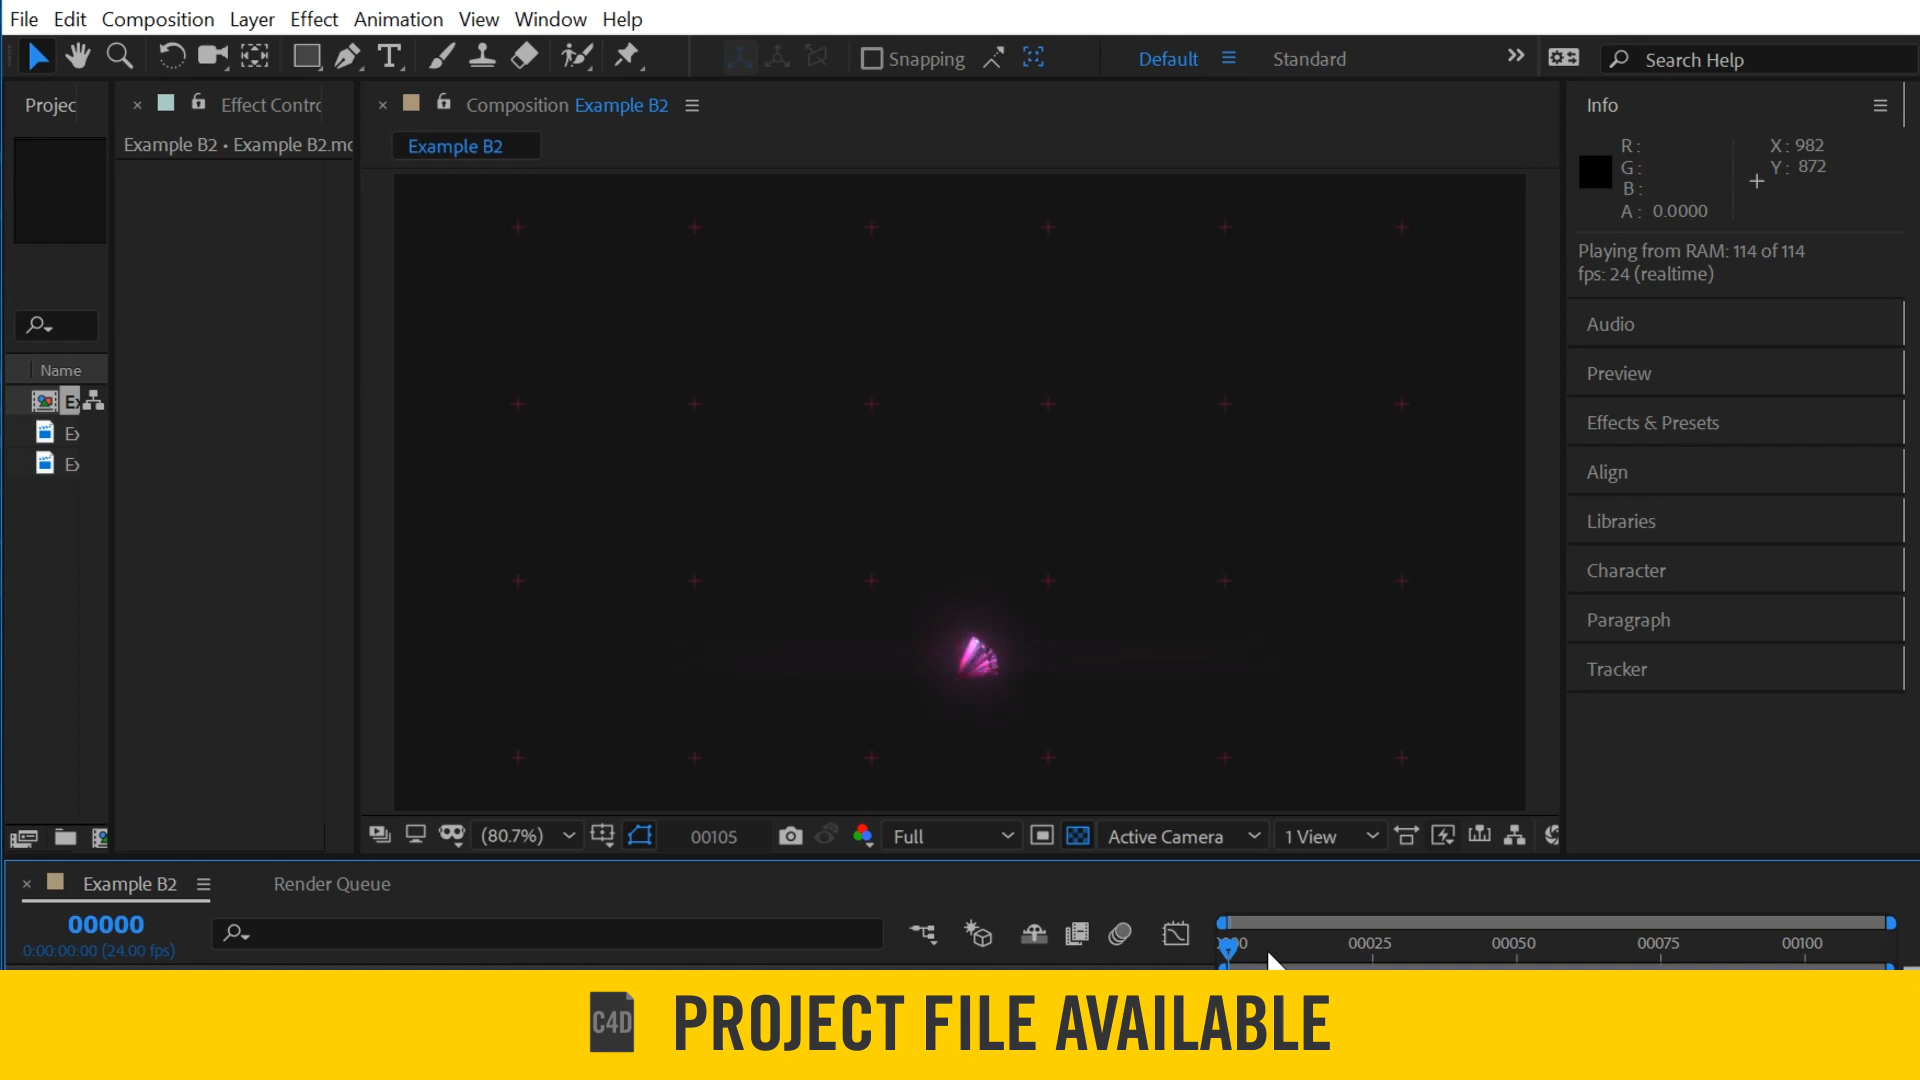 File Edit Composition Layer Effect Animation View Window Help
Snapping Default Standard Search Help
Projec Effect Contro Composition Example B2 Info
Example B2 • Example B2.mo Example B2
R: X: 982
G: Y: 872
B:
A: 0.0000
Playing from RAM: 114 of 114
fps: 24 (realtime)
Audio
Preview
Name
Ex
Ex
Ex
Effects & Presets
Align
Libraries
Character
Paragraph
Tracker
(80.7%) 00105 Full Active Camera 1 View
Example B2 Render Queue
00000
0:00:00:00 (24.00 fps)
00025 00050 00075 00100
C4D PROJECT FILE AVAILABLE